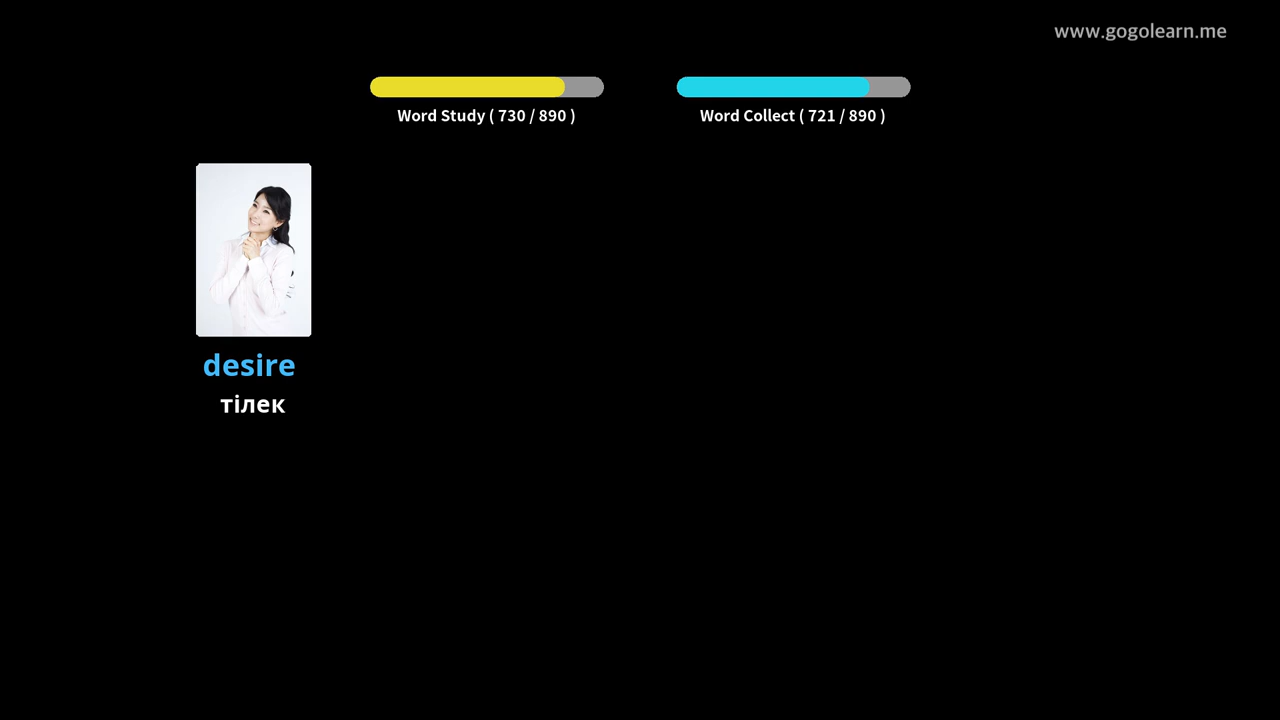 www.gogolearn.me
Word Study ( 730 / 890 )
Word Collect ( 721 / 890 )
desire
тілек